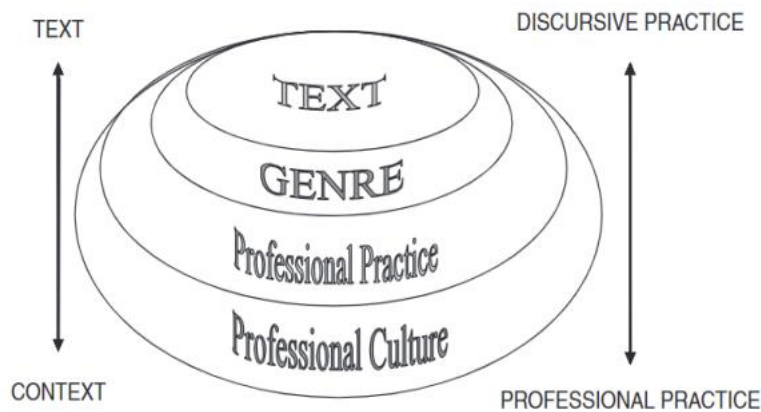 TEXT
DISCURSIVE PRACTICE
TEXT
GENRE
Professional Practice
Professional Culture
CONTEXT
PROFESSIONAL PRACTICE